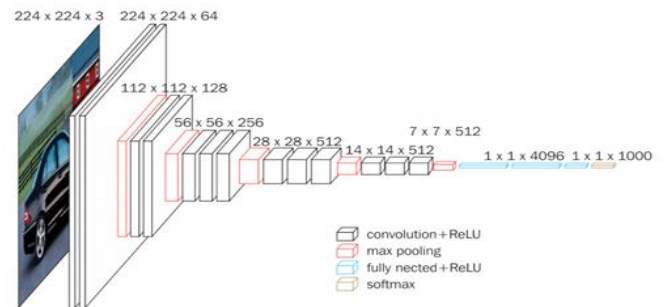 224 x 224 x 3
224 x 224 x 64
112 x 112 x 128
56 x 56 x 256
28 x 28 x 512
14 x 14 x 512
7 x 7 x 512
1 x 1 x 4096
1 x 1 x 1000
convolution+ReLU
max pooling
fully nected+ReLU
softmax